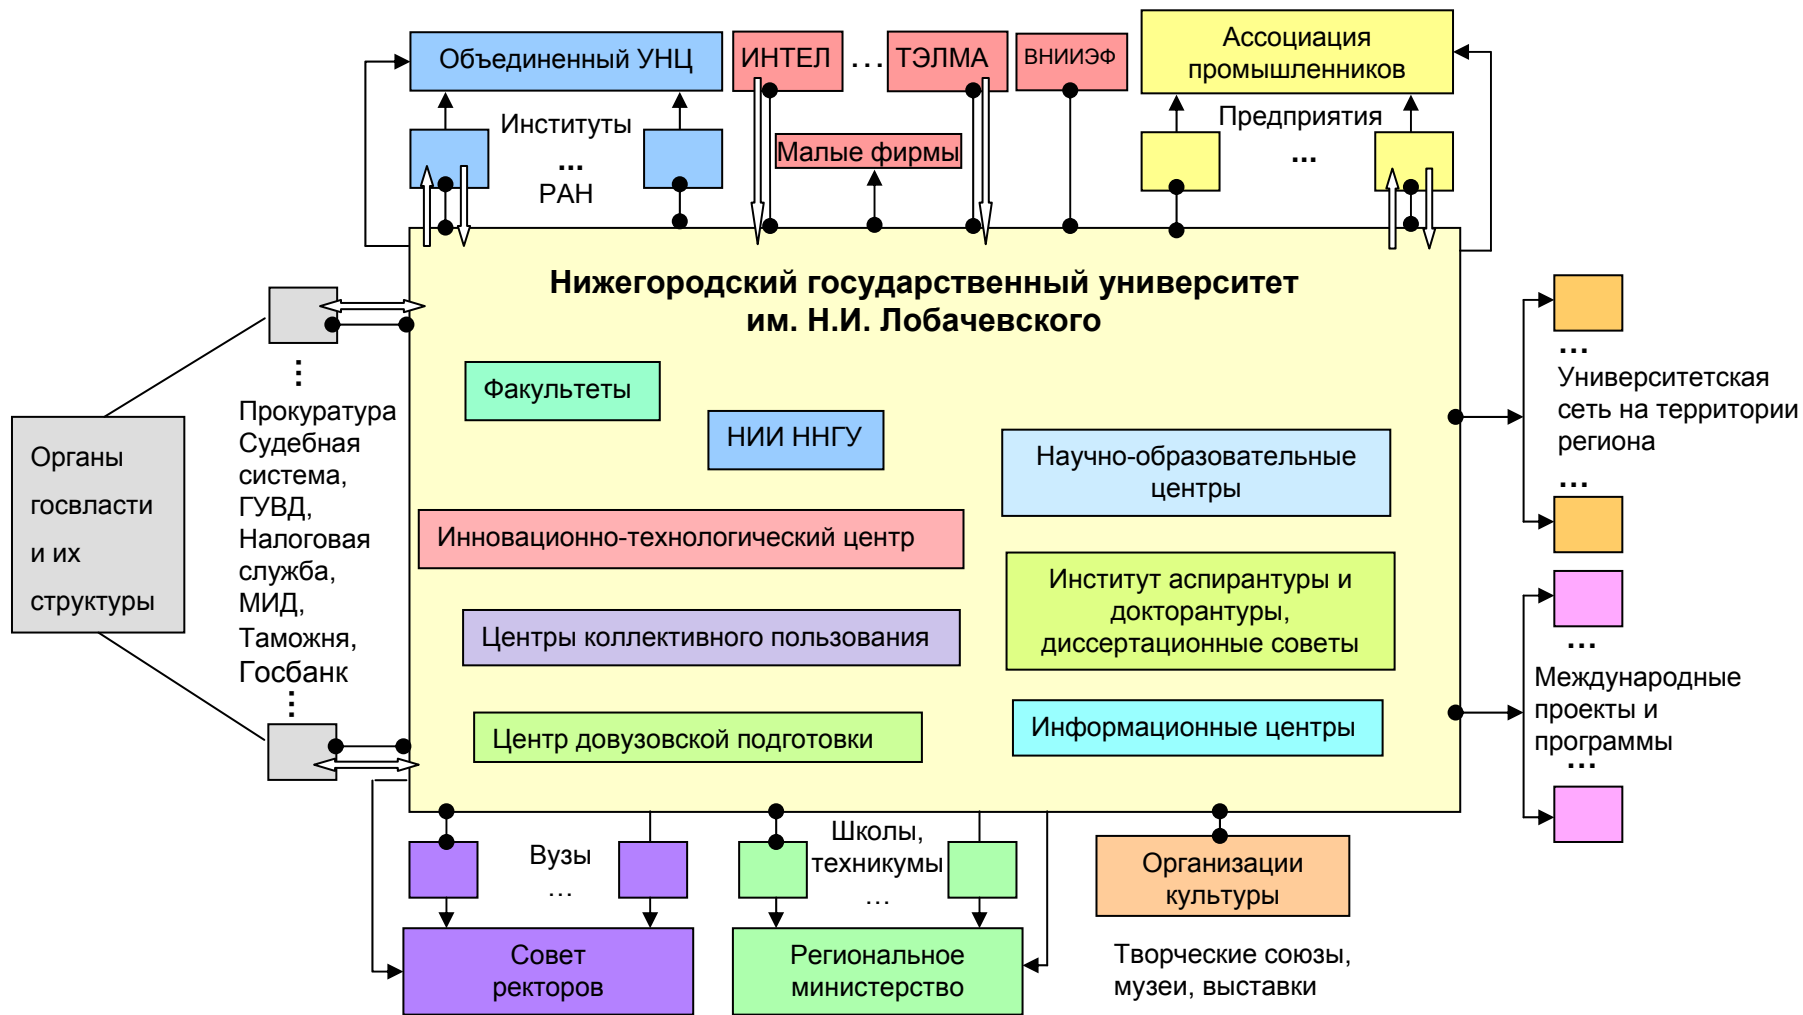 Объединенный УНЦ
ИНТЕЛ
...
ТЭЛМА
ВНИИЭФ
Ассоциация
промышленников
Институты
...
РАН
Малые фирмы
Предприятия
...
Нижегородский государственный университет
им. Н.И. Лобачевского
Факультеты
НИИ ННГУ
Научно-образовательные
центры
Инновационно-технологический центр
Институт аспирантуры и
докторантуры,
диссертационные советы
Центры коллективного пользования
Информационные центры
Центр довузовской подготовки
Органы
госвласти
и их
структуры
...
Прокуратура
Судебная
система,
ГУВД,
Налоговая
служба,
МИД,
Таможня,
Госбанк
...
...
Университетская
сеть на территории
региона
...
...
Международные
проекты и
программы
...
Вузы
...
Школы,
техникумы
...
Организации
культуры
Совет
ректоров
Региональное
министерство
Творческие союзы,
музеи, выставки